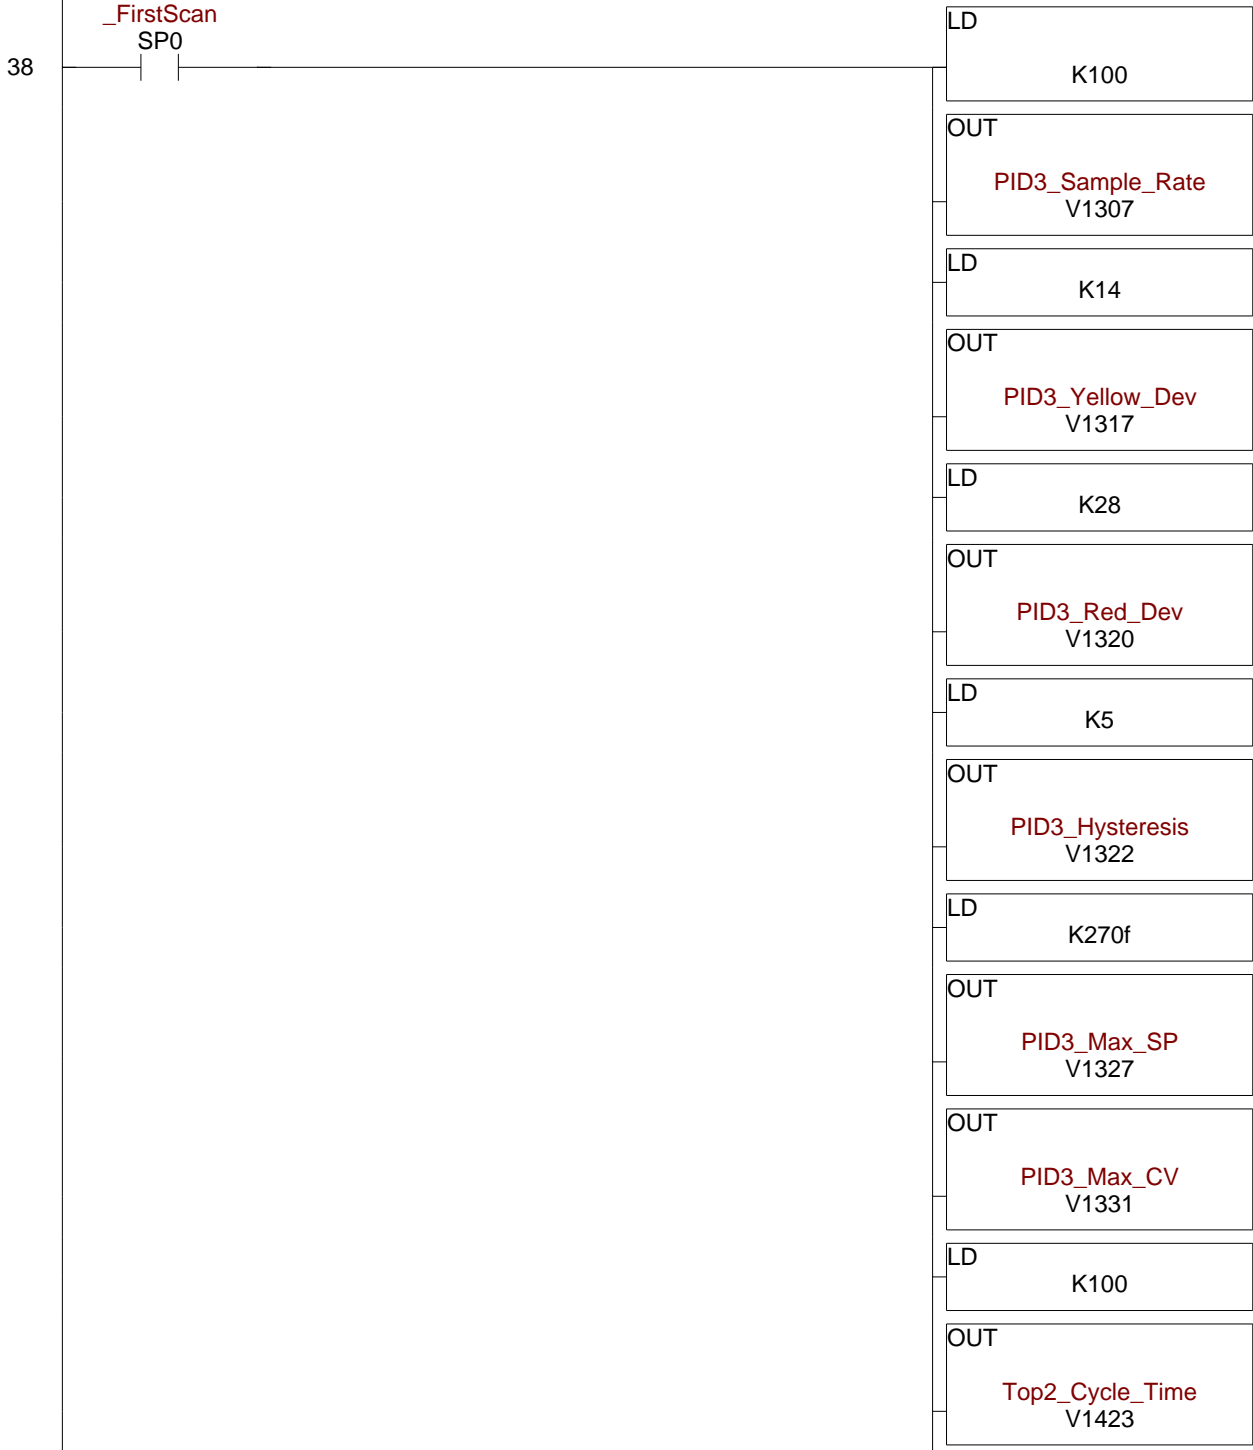 _FirstScan
SP0
38
LD
K100
OUT
PID3_Sample_Rate
V1307
LD
K14
OUT
PID3_Yellow_Dev
V1317
LD
K28
OUT
PID3_Red_Dev
V1320
LD
K5
OUT
PID3_Hysteresis
V1322
LD
K270f
OUT
PID3_Max_SP
V1327
OUT
PID3_Max_CV
V1331
LD
K100
OUT
Top2_Cycle_Time
V1423